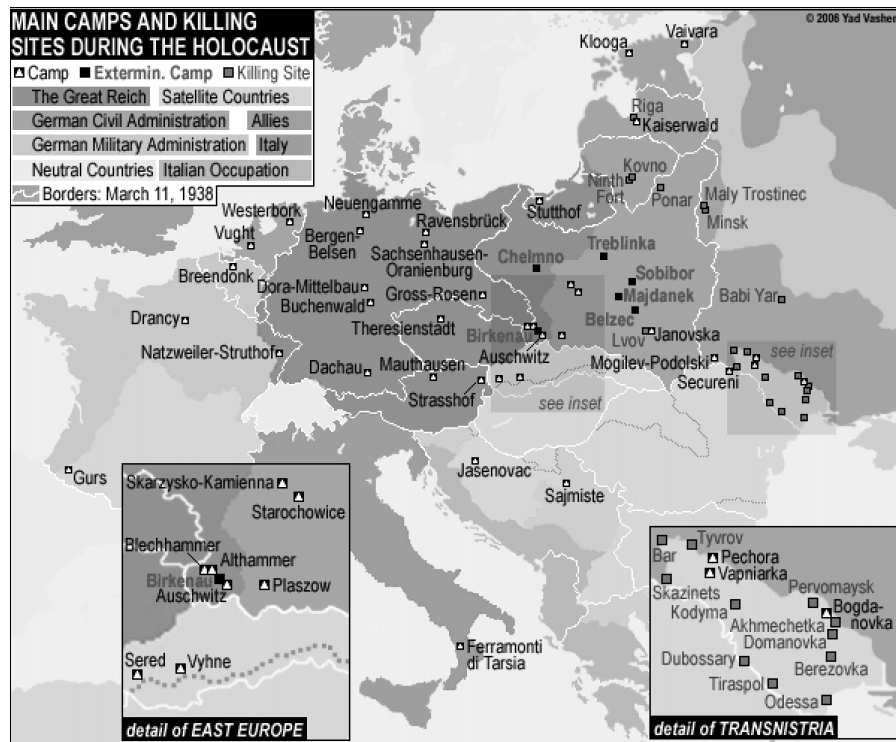 MAIN CAMPS AND KILLING
SITES DURING THE HOLOCAUST
© 2006 Yad Vashem
Camp Extermin. Camp Killing Site
The Great Reich Satellite Countries
German Civil Administration Allies
German Military Administration Italy
Neutral Countries Italian Occupation
Borders: March 11, 1938
Klooga
Vaivara
Riga
Kaiserwald
Kovno
Ninth
Fort
Ponar
Maly Trostinec
Minsk
Westerbork
Neuengamme
Vught
Bergen-
Belsen
Ravensbrück
Stutthof
Sachsenhausen-
Oranienburg
Chelmno
Treblinka
Breendonk
Dora-Mittelbau
Buchenwald
Gross-Rosen
Sobibor
Majdanek
Babi Yar
Drancy
Theresienstadt
Birkenau
Belzec
Auschwitz
Lvov
Janovska
Natzweiler-Struthof
Dachau
Mauthausen
Strasshof
Mogilev-Podolski
Secureni
see inset
see inset
Gurs
Jasenovac
Sajmiste
Ferramonti
di Tarsia
Skarzysko-Kamienna
Starochowice
Blechhammer
Althammer
Birkenau
Auschwitz
Plaszow
Sered
Vyhne
detail of EAST EUROPE
Tyvrov
Bar
Pechora
Vapniarka
Skazinets
Kodyma
Pervomaysk
Bogda-
novka
Akhmechetka
Domanovka
Dubossary
Berezovka
Tiraspol
Odessa
detail of TRANSNISTRIA